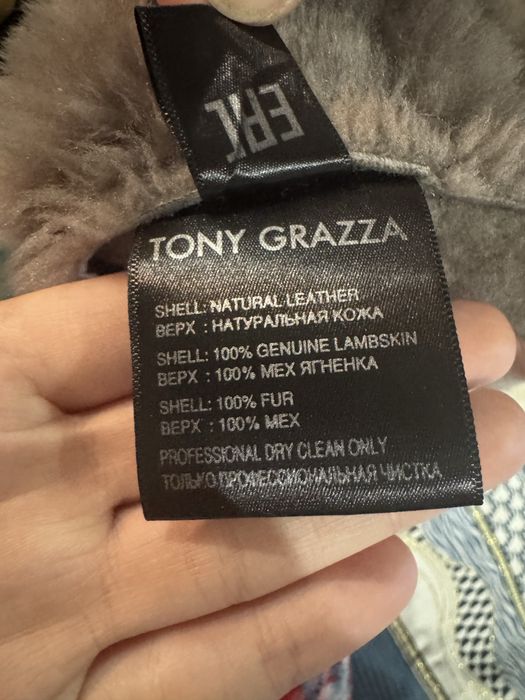 EAC
TONY GRAZZA
SHELL: NATURAL LEATHER
ВЕРХ : НАТУРАЛЬНАЯ КОЖА
SHELL: 100% GENUINE LAMBSKIN
ВЕРХ : 100% МЕХ ЯГНЕНКА
SHELL: 100% FUR
ВЕРХ : 100% МЕХ
PROFESSIONAL DRY CLEAN ONLY
ТОЛЬКО ПРОФЕССИОНАЛЬНАЯ ЧИСТКА